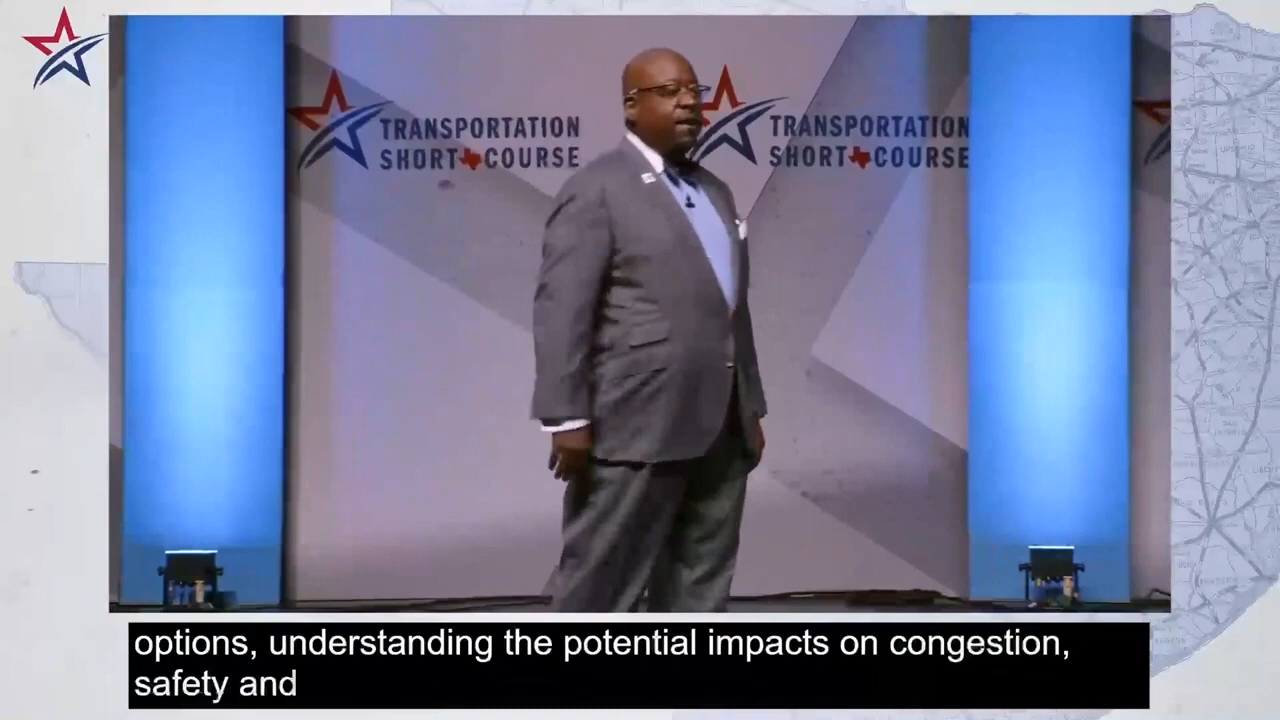 TRANSPORTATION
SHORT COURSE
TRANSPORTATION
SHORT COURSE
options, understanding the potential impacts on congestion,
safety and